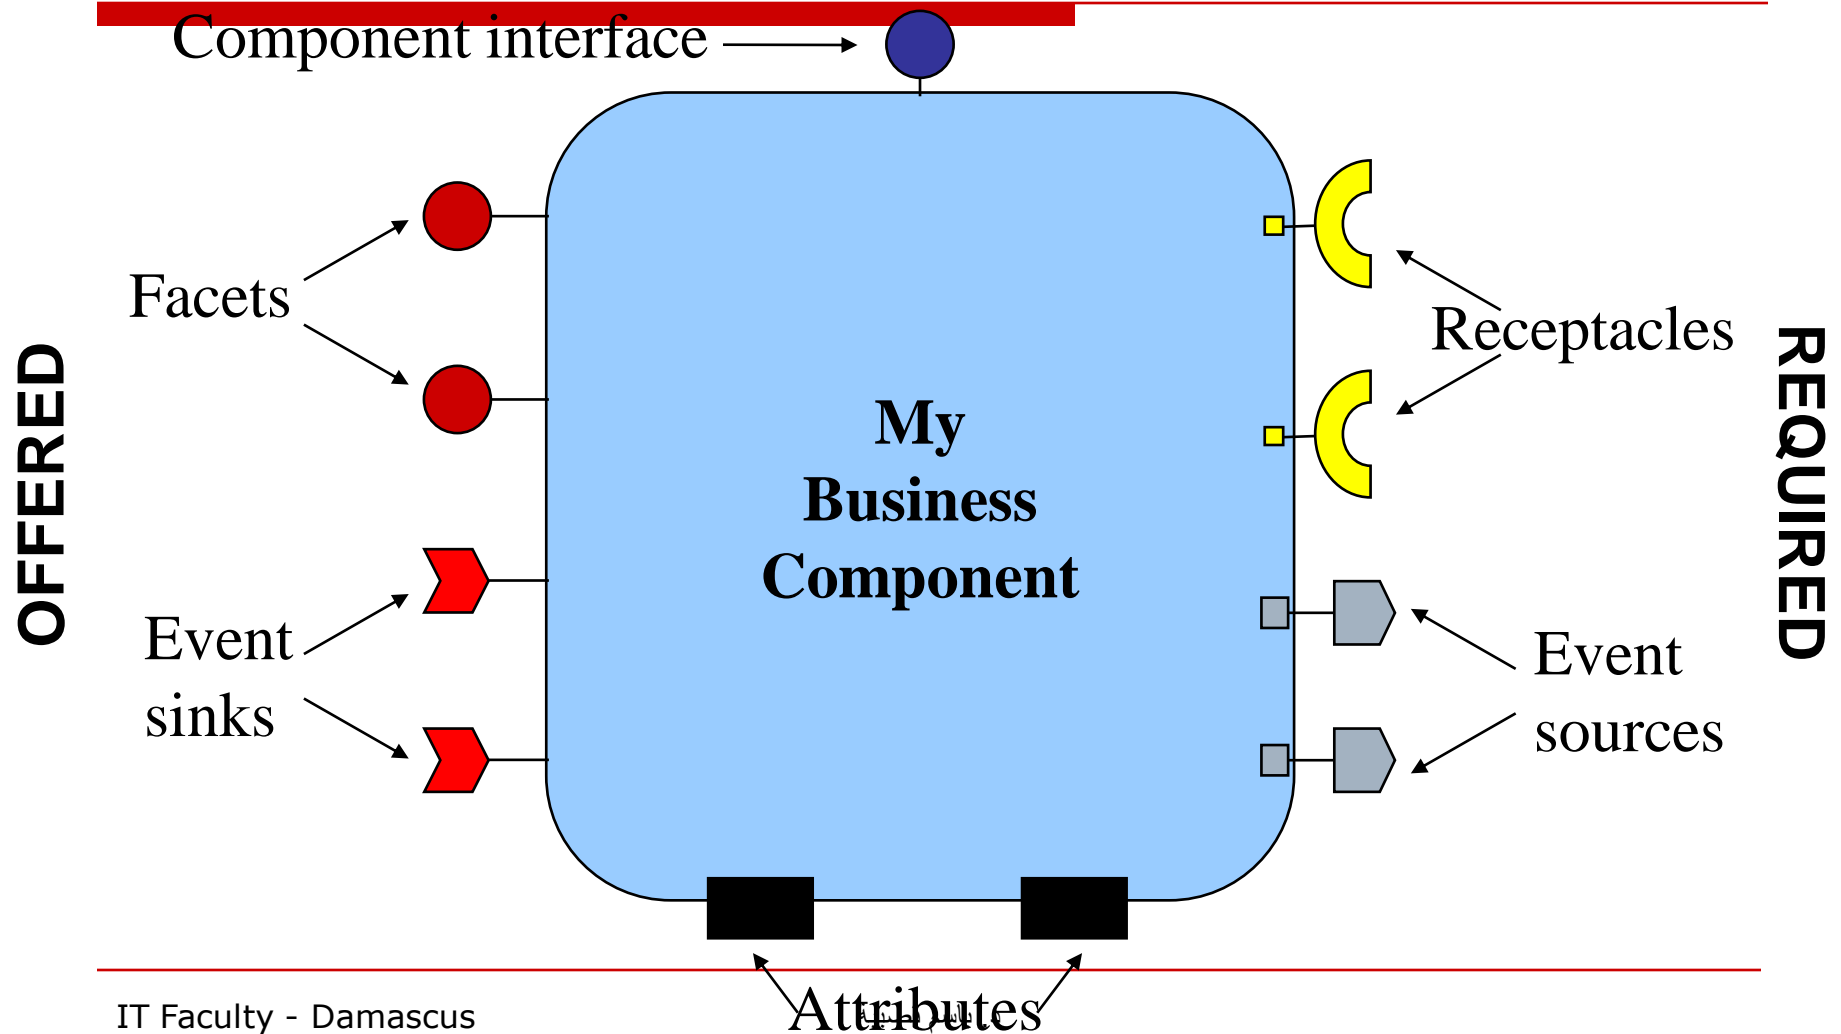 Component interface
Facets
Receptacles
OFFERED
REQUIRED
My
Business
Component
Event
sinks
Event
sources
Attributes
IT Faculty - Damascus